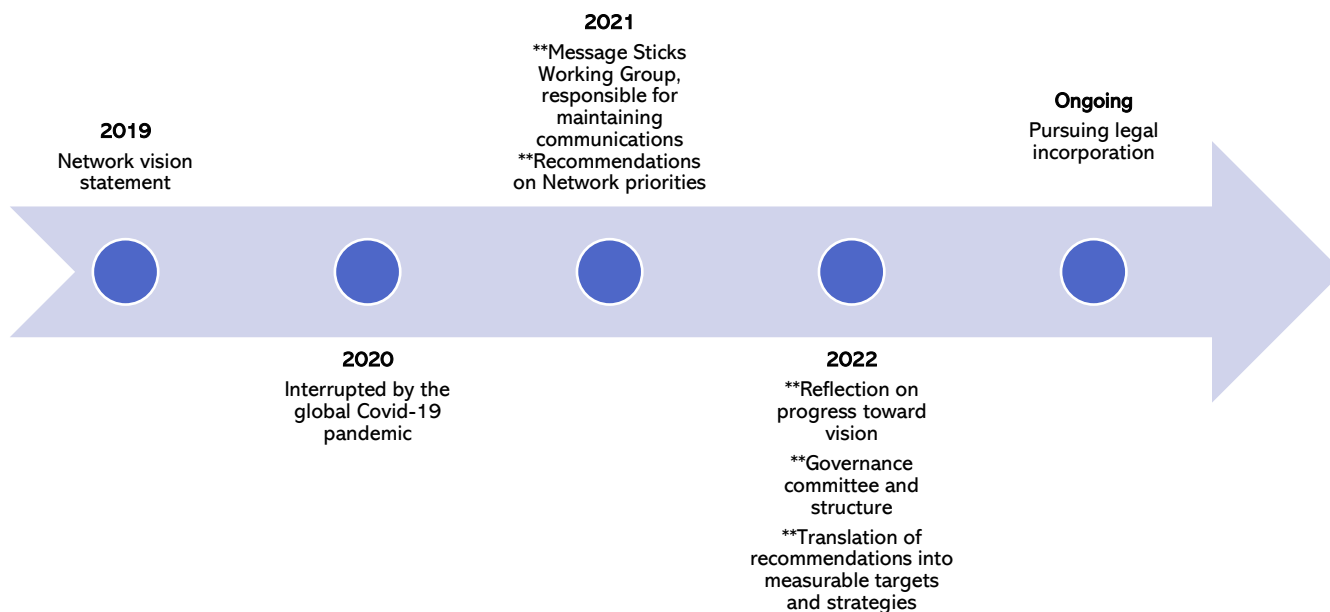 2019
Network vision
statement
2020
Interrupted by the
global Covid-19
pandemic
2021
**Message Sticks
Working Group,
responsible for
maintaining
communications
**Recommendations
on Network priorities
2022
**Reflection on
progress toward
vision
**Governance
committee and
structure
**Translation of
recommendations into
measurable targets
and strategies
Ongoing
Pursuing legal
incorporation